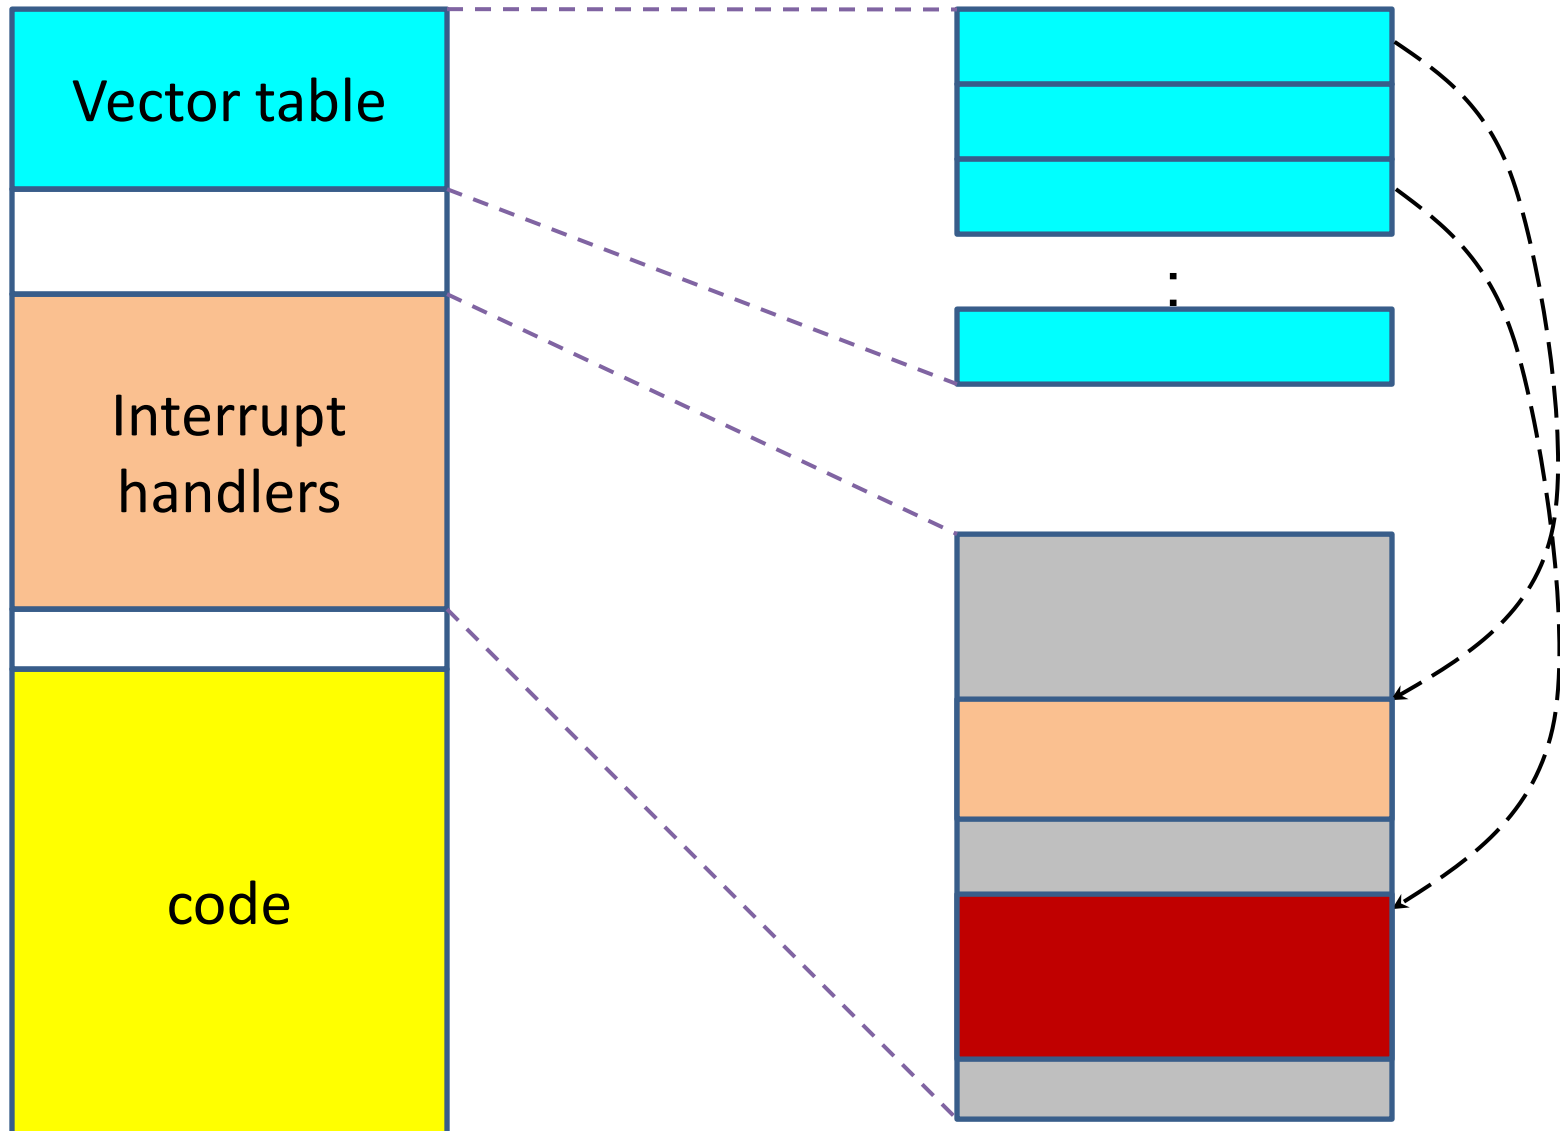 Vector table
Interrupt
handlers
code
: